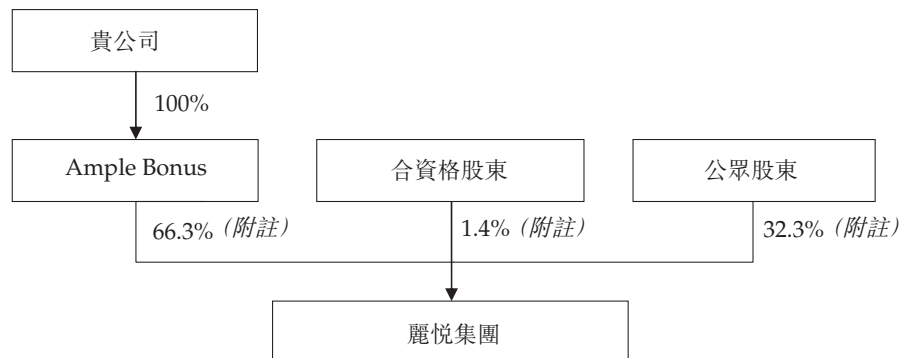 貴公司
100%
Ample Bonus
合資格股東
公眾股東
66.3%（附註）
1.4%（附註）
32.3%（附註）
麗悦集團